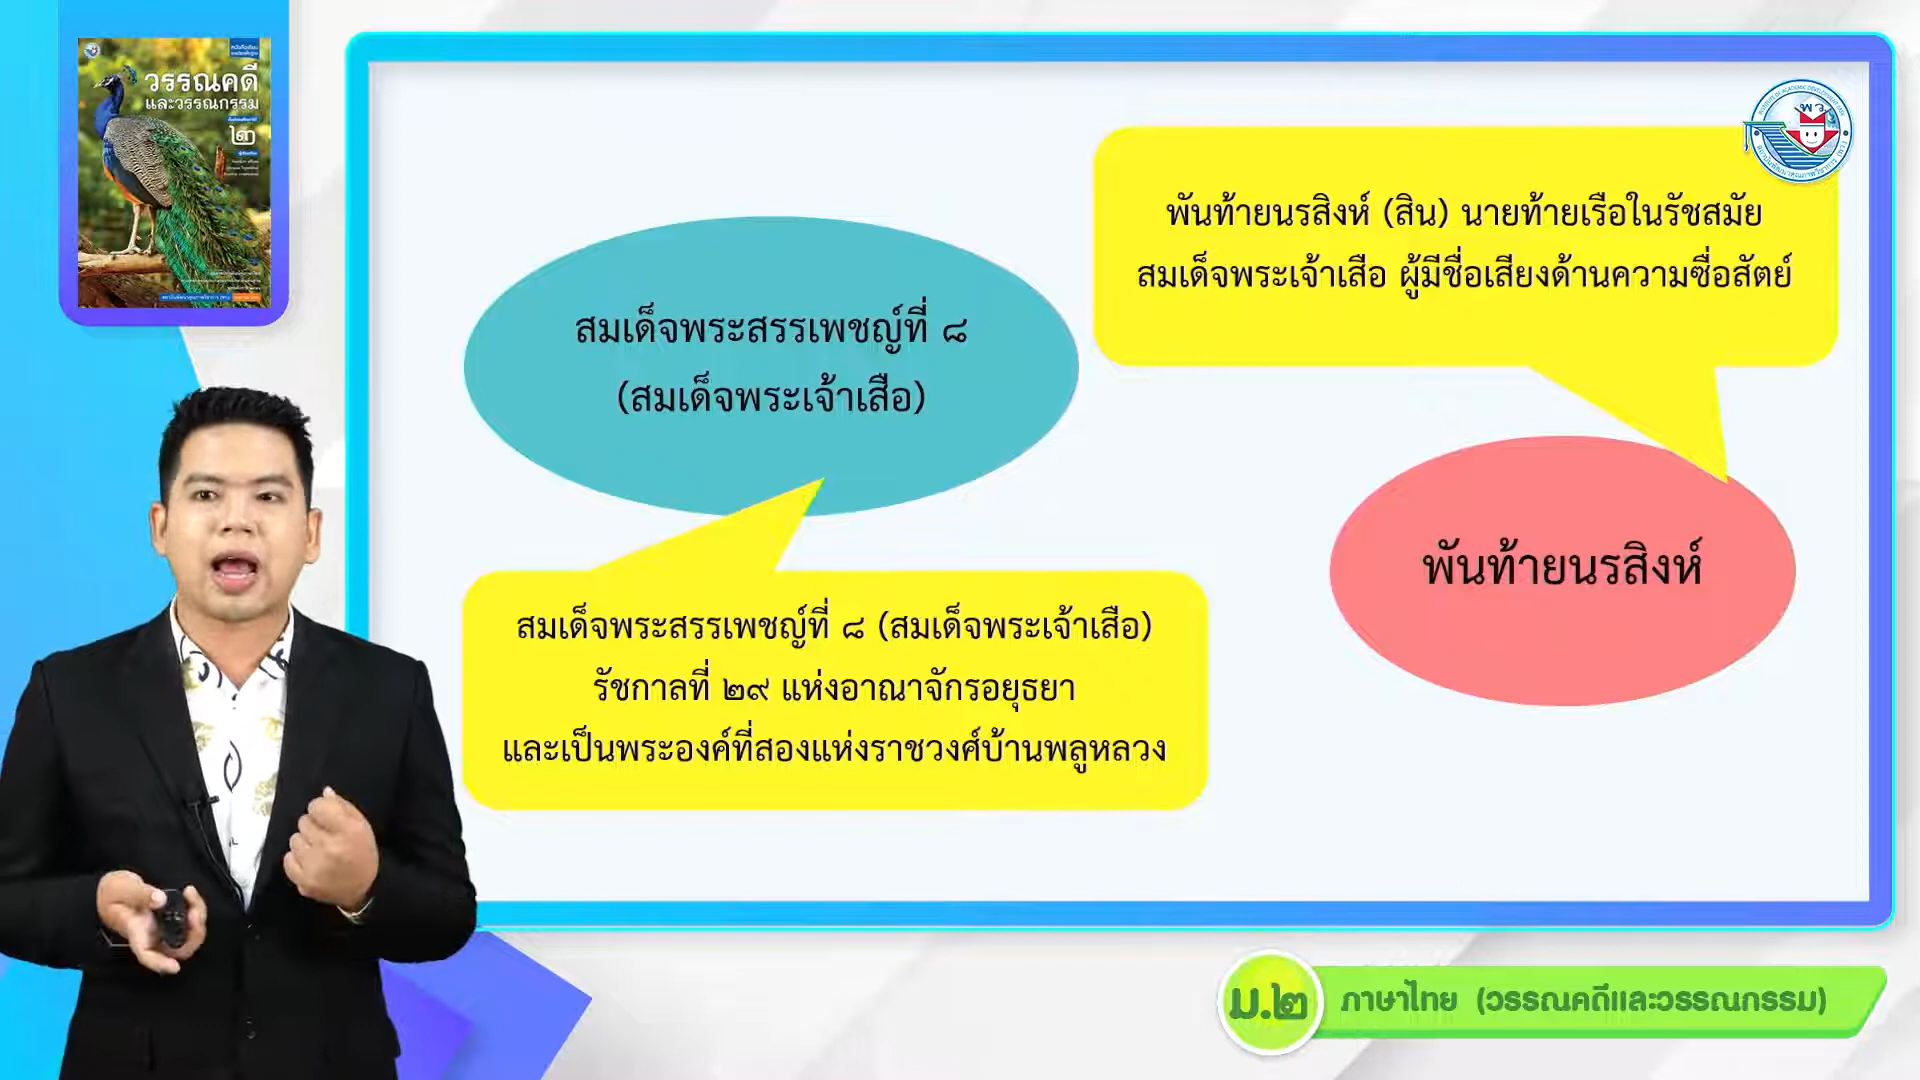 วรรณคดี
และวรรณกรรม
๒
พว
สมเด็จพระสรรเพชญ์ที่ ๘
(สมเด็จพระเจ้าเสือ)
พันท้ายนรสิงห์ (สิน) นายท้ายเรือในรัชสมัย
สมเด็จพระเจ้าเสือ ผู้มีชื่อเสียงด้านความซื่อสัตย์
พันท้ายนรสิงห์
สมเด็จพระสรรเพชญ์ที่ ๘ (สมเด็จพระเจ้าเสือ)
รัชกาลที่ ๒๙ แห่งอาณาจักรอยุธยา
และเป็นพระองค์ที่สองแห่งราชวงศ์บ้านพลูหลวง
ม.๒ ภาษาไทย (วรรณคดีและวรรณกรรม)